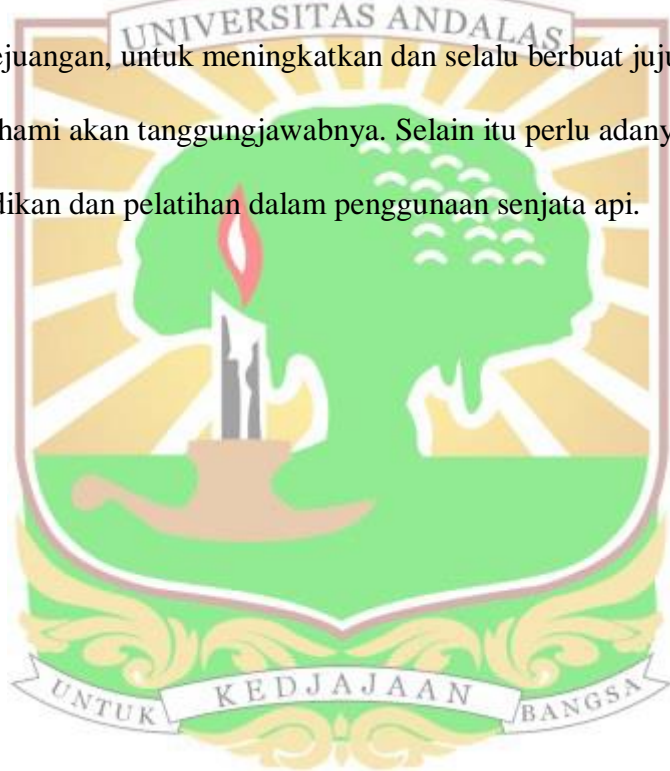 UNIVERSITAS ANDALAS
ejuangan, untuk meningkatkan dan selalu berbuat juju
hami akan tanggungjawabnya. Selain itu perlu adany
dikan dan pelatihan dalam penggunaan senjata api.
UNTUK KEDJAJAAN BANGSA